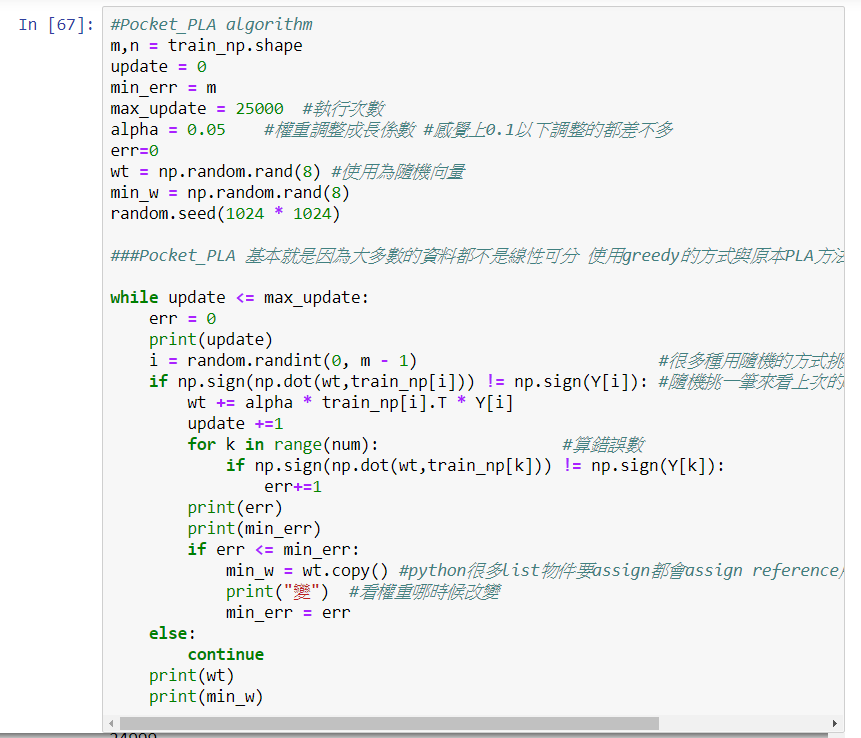 In [67]:
#Pocket_PLA algorithm
m,n = train_np.shape
update = 0
min_err = m
max_update = 25000  #執行次數
alpha = 0.05    #權重調整成長係數 #感覺上0.1以下調整的都差不多
err=0
wt = np.random.rand(8) #使用為隨機向量
min_w = np.random.rand(8)
random.seed(1024 * 1024)
###Pocket_PLA 基本就是因為大多數的資料都不是線性可分 使用greedy的方式與原本PLA方法
while update <= max_update:
    err = 0
    print(update)
    i = random.randint(0, m - 1)                         #很多種用隨機的方式挑
    if np.sign(np.dot(wt,train_np[i])) != np.sign(Y[i]): #隨機挑一筆來看上次的
        wt += alpha * train_np[i].T * Y[i]
        update +=1
        for k in range(num):                   #算錯誤數
            if np.sign(np.dot(wt,train_np[k])) != np.sign(Y[k]):
                err+=1
        print(err)
        print(min_err)
        if err <= min_err:
            min_w = wt.copy() #python很多list物件要assign都會assign reference
            print("變")  #看權重哪時候改變
            min_err = err
    else:
        continue
    print(wt)
    print(min_w)
24999